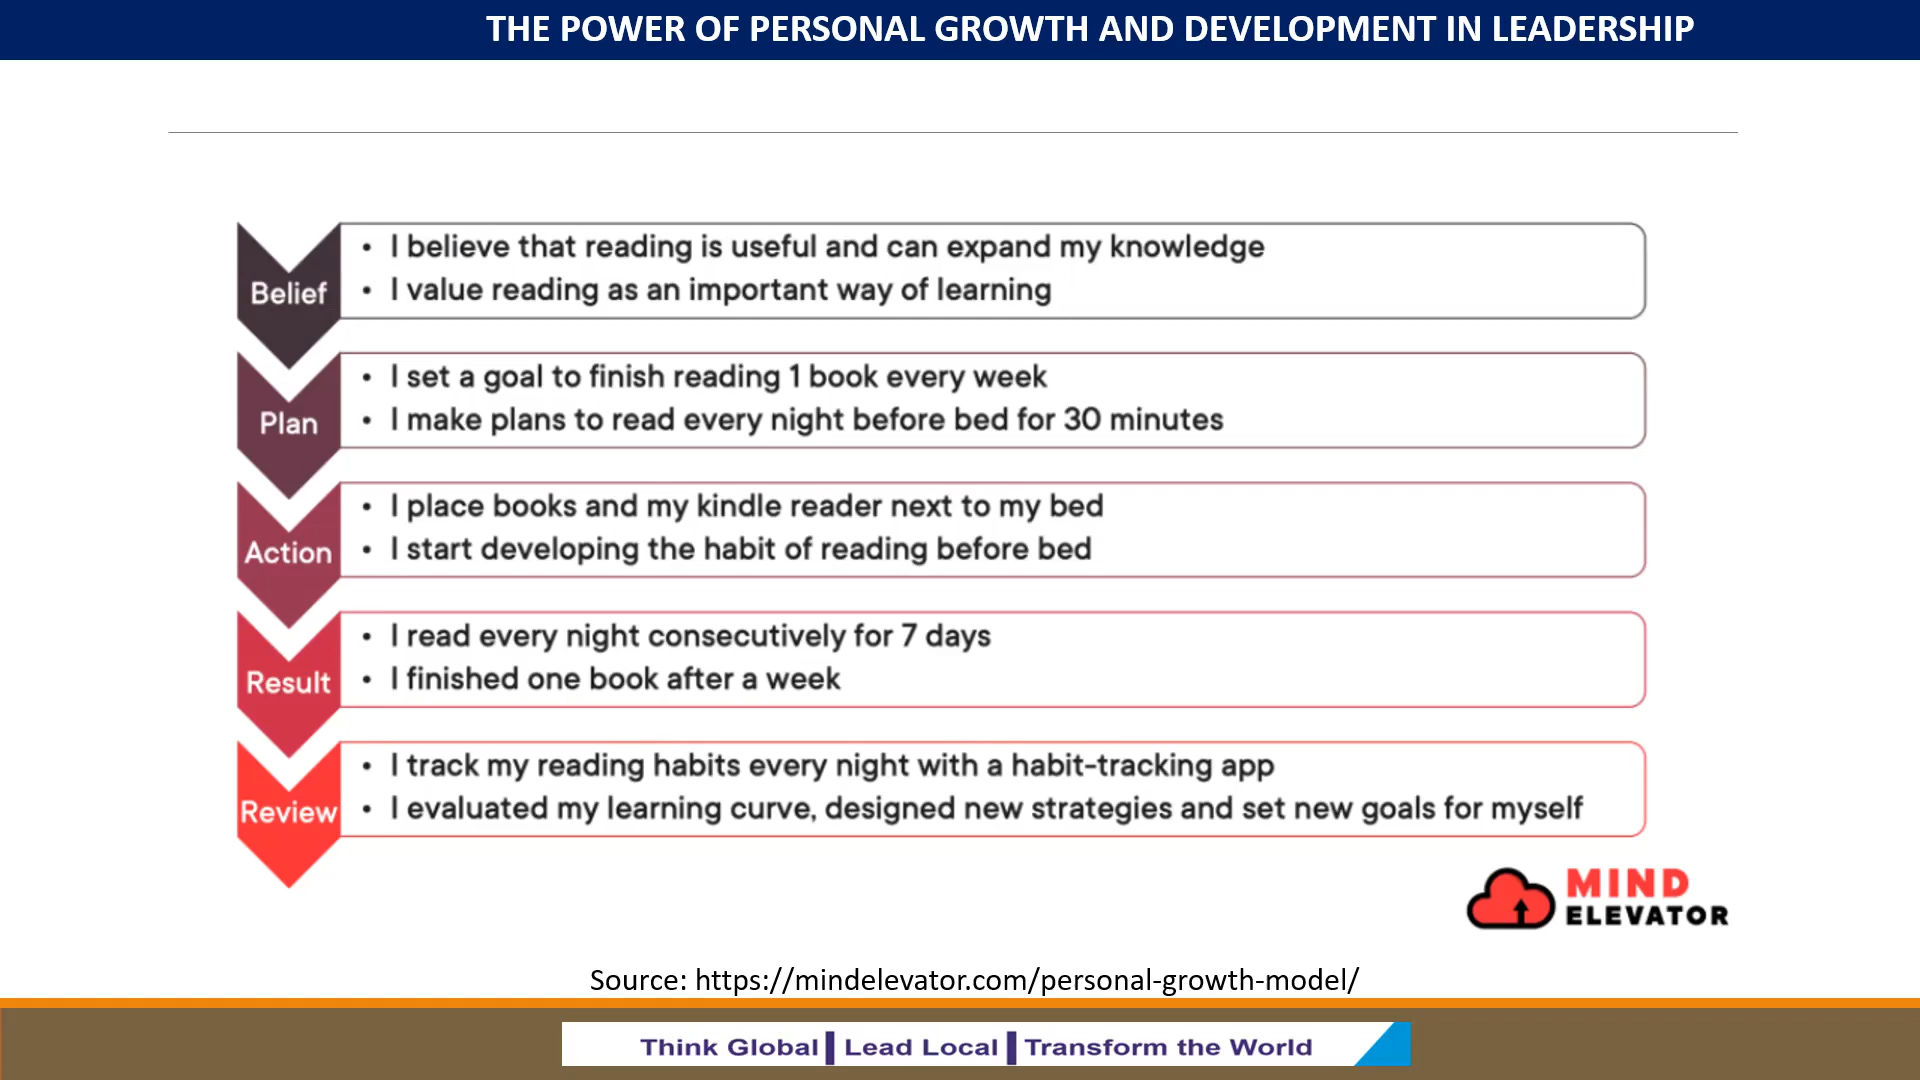 THE POWER OF PERSONAL GROWTH AND DEVELOPMENT IN LEADERSHIP
Belief
• I believe that reading is useful and can expand my knowledge
• I value reading as an important way of learning
Plan
• I set a goal to finish reading 1 book every week
• I make plans to read every night before bed for 30 minutes
Action
• I place books and my kindle reader next to my bed
• I start developing the habit of reading before bed
Result
• I read every night consecutively for 7 days
• I finished one book after a week
Review
• I track my reading habits every night with a habit-tracking app
• I evaluated my learning curve, designed new strategies and set new goals for myself
MIND
ELEVATOR
Source: https://mindelevator.com/personal-growth-model/
Think Global | Lead Local | Transform the World